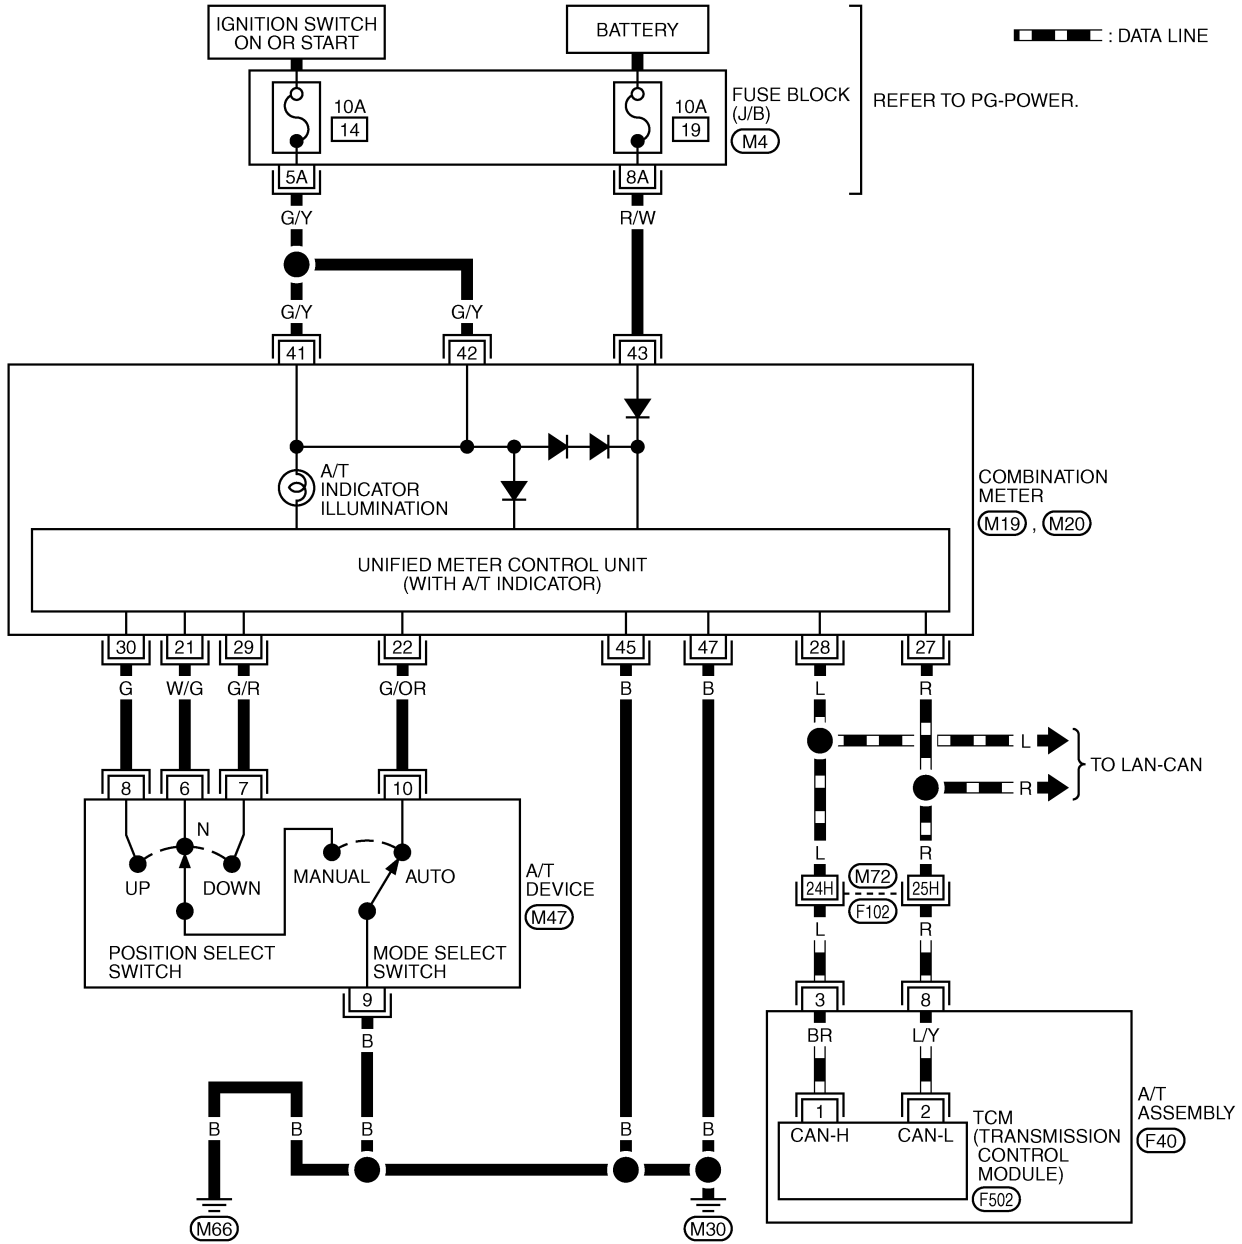 IGNITION SWITCH
ON OR START
BATTERY
: DATA LINE
10A
14
10A
19
FUSE BLOCK
(J/B)
M4
REFER TO PG-POWER.
5A
8A
G/Y
R/W
G/Y
G/Y
41
42
43
A/T
INDICATOR
ILLUMINATION
COMBINATION
METER
M19 , M20
UNIFIED METER CONTROL UNIT
(WITH A/T INDICATOR)
30
21
29
22
45
47
28
27
G
W/G
G/R
G/OR
B
B
L
R
L
R
TO LAN-CAN
8
6
7
10
N
UP
DOWN
MANUAL
AUTO
A/T
DEVICE
M47
POSITION SELECT
SWITCH
MODE SELECT
SWITCH
L
R
24H
M72
25H
F102
L
R
9
B
3
8
BR
L/Y
1
2
CAN-H
CAN-L
TCM
(TRANSMISSION
CONTROL
MODULE)
F502
A/T
ASSEMBLY
F40
B
B
B
B
B
M66
M30